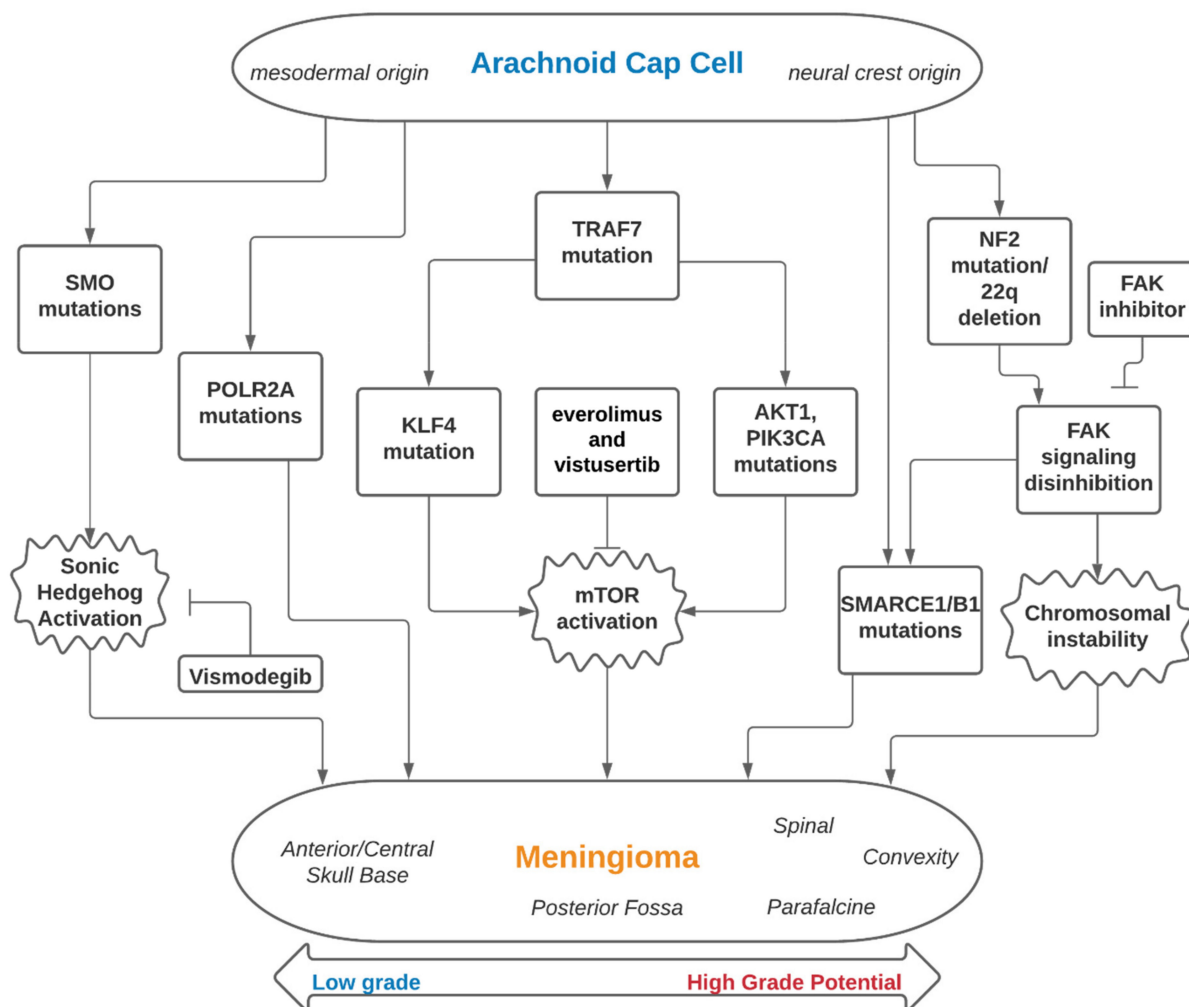 mesodermal origin
Arachnoid Cap Cell
neural crest origin
SMO
mutations
POLR2A
mutations
TRAF7
mutation
KLF4
mutation
everolimus
and
vistusertib
AKT1,
PIK3CA
mutations
NF2
mutation/
22q
deletion
FAK
inhibitor
FAK
signaling
disinhibition
Sonic
Hedgehog
Activation
Vismodegib
mTOR
activation
SMARCE1/B1
mutations
Chromosomal
instability
Anterior/Central
Skull Base
Meningioma
Posterior Fossa
Spinal
Convexity
Parafalcine
Low grade
High Grade Potential